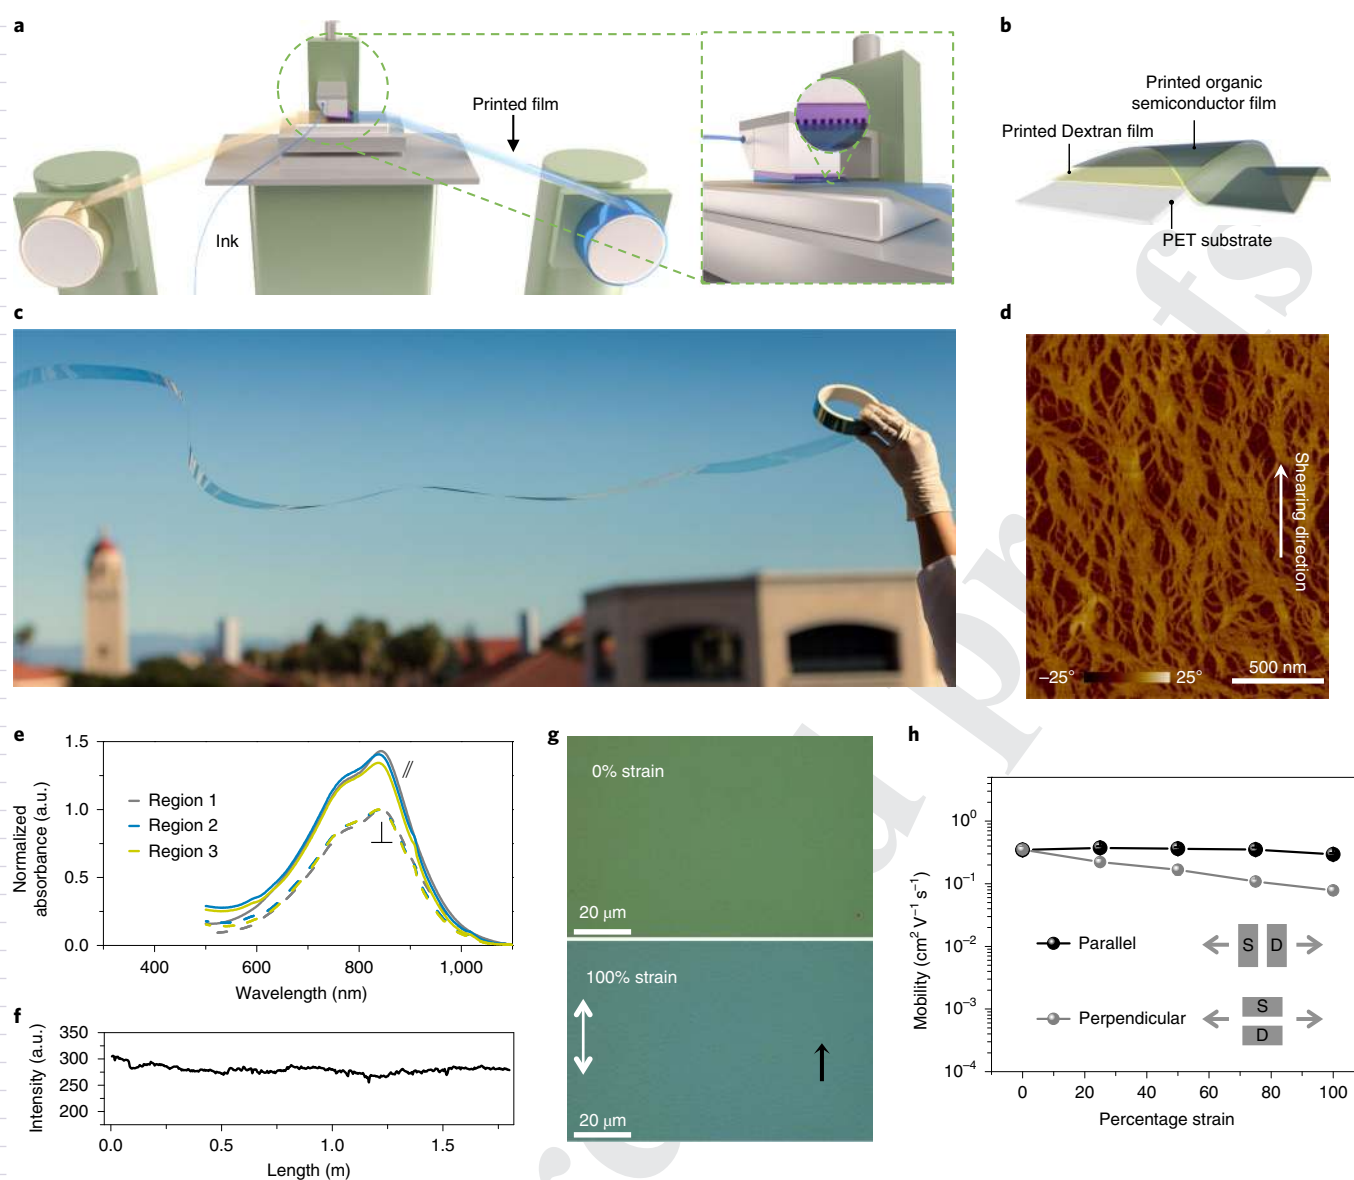 a
Printed film
Ink
b
Printed organic
semiconductor film
Printed Dextran film
PET substrate
c
d
Shearing direction
–25°
25°
500 nm
e
Normalized
absorbance (a.u.)
1.5
1.0
0.5
0.0
Region 1
Region 2
Region 3
//
⊥
400
600
800
1,000
Wavelength (nm)
f
Intensity (a.u.)
350
300
250
200
0.0
0.5
1.0
1.5
Length (m)
g
0% strain
20 μm
100% strain
20 μm
h
Mobility (cm² V⁻¹ s⁻¹)
10⁰
10⁻¹
10⁻²
10⁻³
10⁻⁴
Parallel
S D
Perpendicular
S
D
0
20
40
60
80
100
Percentage strain